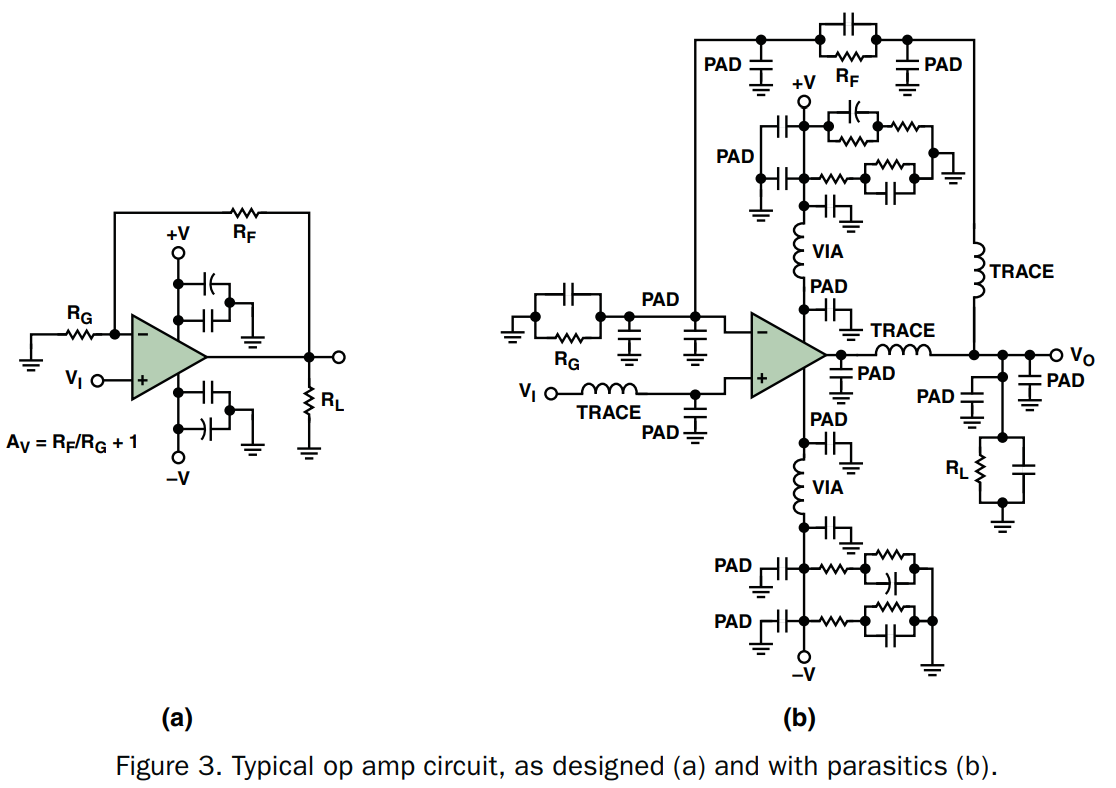 +V
R_F
R_G
−
V_I
+
R_L
A_V = R_F/R_G + 1
–V
(a)
PAD
R_F
PAD
+V
PAD
VIA
TRACE
PAD
PAD
TRACE
R_G
−
V_O
V_I
TRACE
+
PAD
PAD
PAD
PAD
PAD
R_L
VIA
PAD
PAD
–V
(b)
Figure 3. Typical op amp circuit, as designed (a) and with parasitics (b).